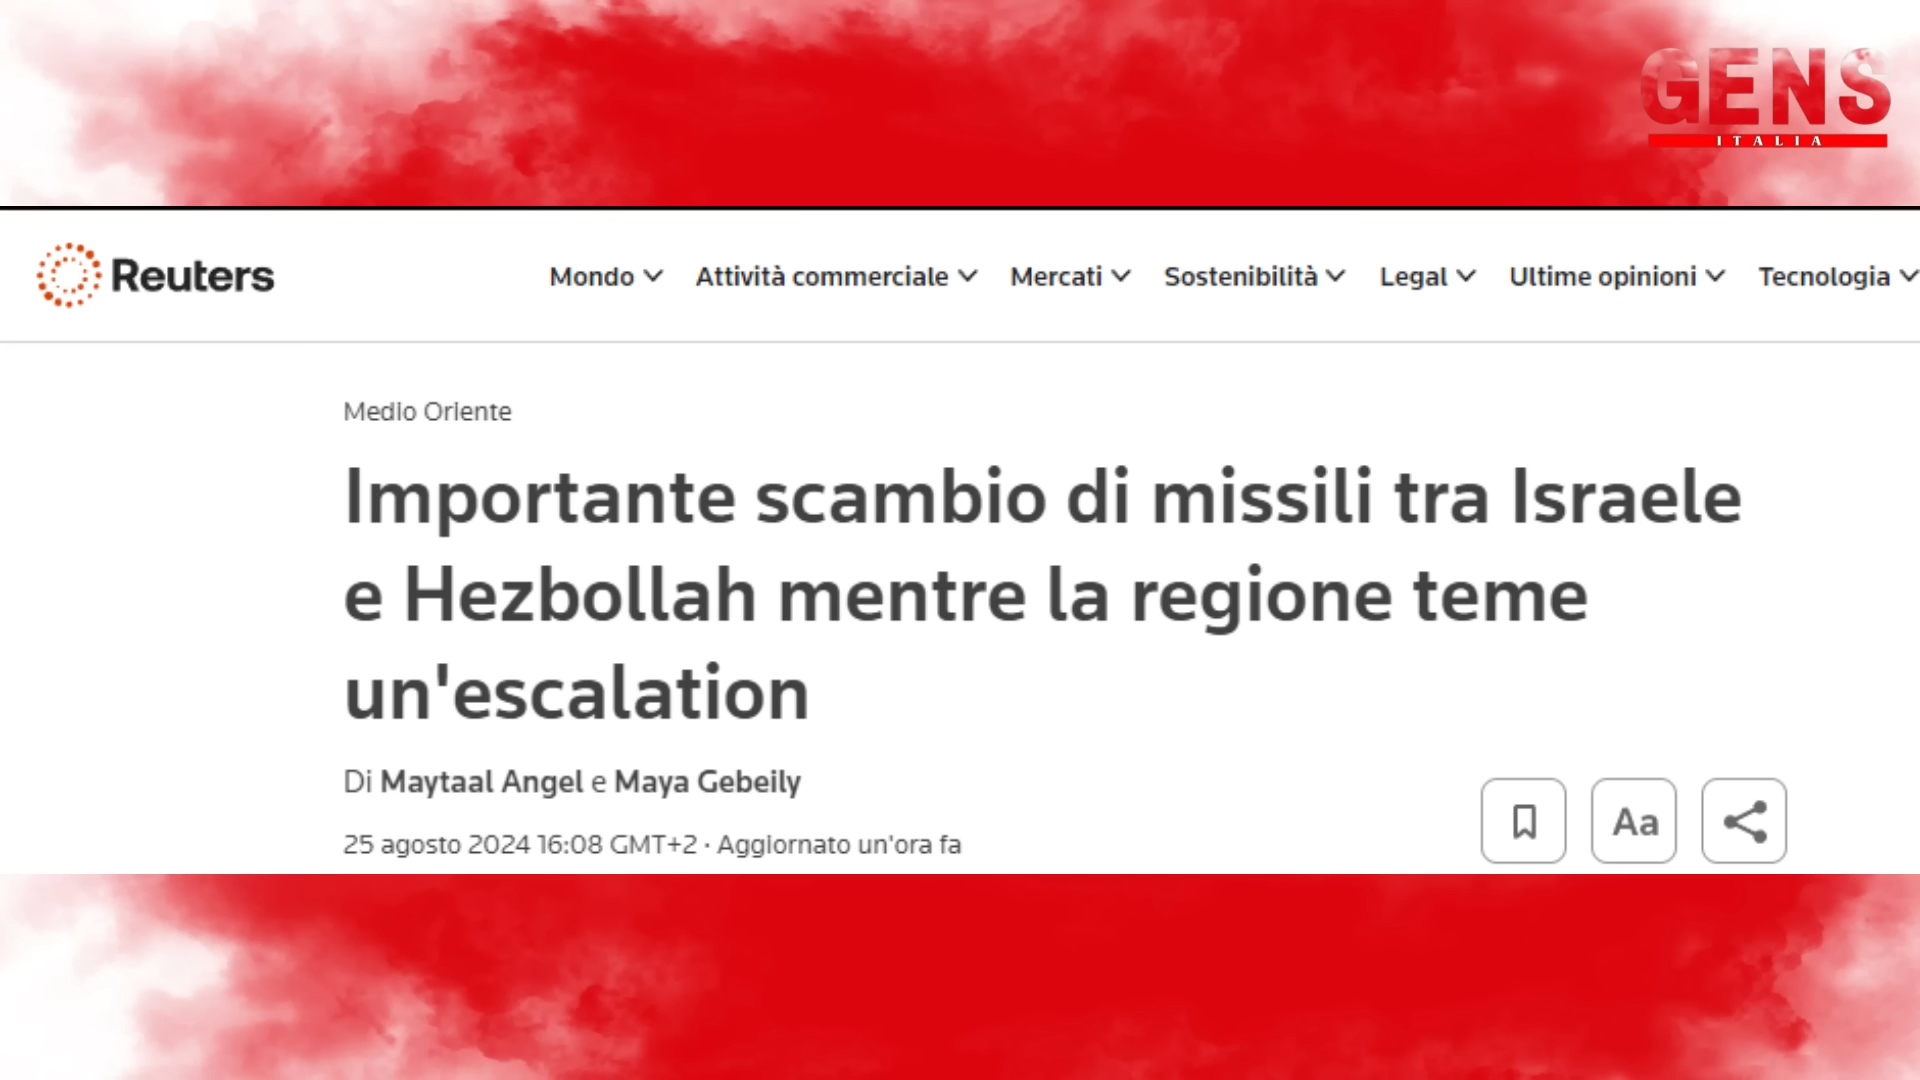 GENS
ITALIA
Reuters
Mondo Attività commerciale Mercati Sostenibilità Legal Ultime opinioni Tecnologia
Medio Oriente
Importante scambio di missili tra Israele
e Hezbollah mentre la regione teme
un'escalation
Di Maytaal Angel e Maya Gebeily
25 agosto 2024 16:08 GMT+2 · Aggiornato un'ora fa
Aa